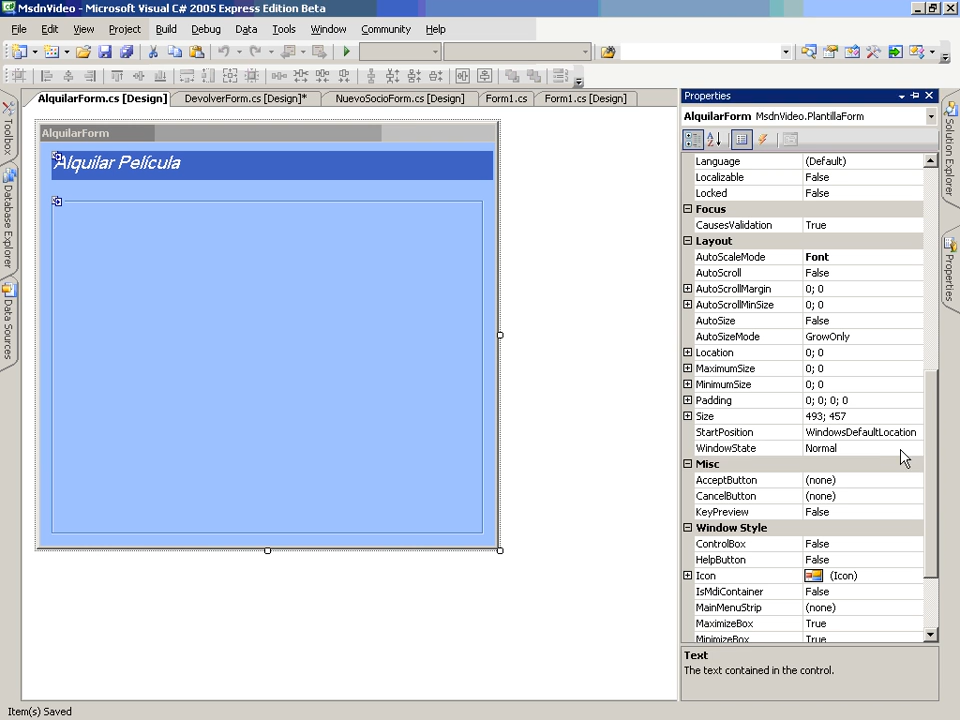 MsdnVideo - Microsoft Visual C# 2005 Express Edition Beta
File Edit View Project Build Debug Data Tools Window Community Help
AlquilarForm.cs [Design] DevolverForm.cs [Design]* NuevoSocioForm.cs [Design] Form1.cs Form1.cs [Design]
Toolbox
Database Explorer
Data Sources
AlquilarForm
Alquilar Película
Properties
AlquilarForm MsdnVideo.PlantillaForm
Language (Default)
Localizable False
Locked False
Focus
CausesValidation True
Layout
AutoScaleMode Font
AutoScroll False
AutoScrollMargin 0; 0
AutoScrollMinSize 0; 0
AutoSize False
AutoSizeMode GrowOnly
Location 0; 0
MaximumSize 0; 0
MinimumSize 0; 0
Padding 0; 0; 0; 0
Size 493; 457
StartPosition WindowsDefaultLocation
WindowState Normal
Misc
AcceptButton (none)
CancelButton (none)
KeyPreview False
Window Style
ControlBox False
HelpButton False
Icon (Icon)
IsMdiContainer False
MainMenuStrip (none)
MaximizeBox True
MinimizeBox True
Text
The text contained in the control.
Solution Explorer
Properties
Item(s) Saved